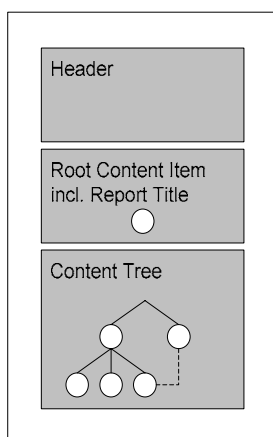 Header
Root Content Item
incl. Report Title
Content Tree